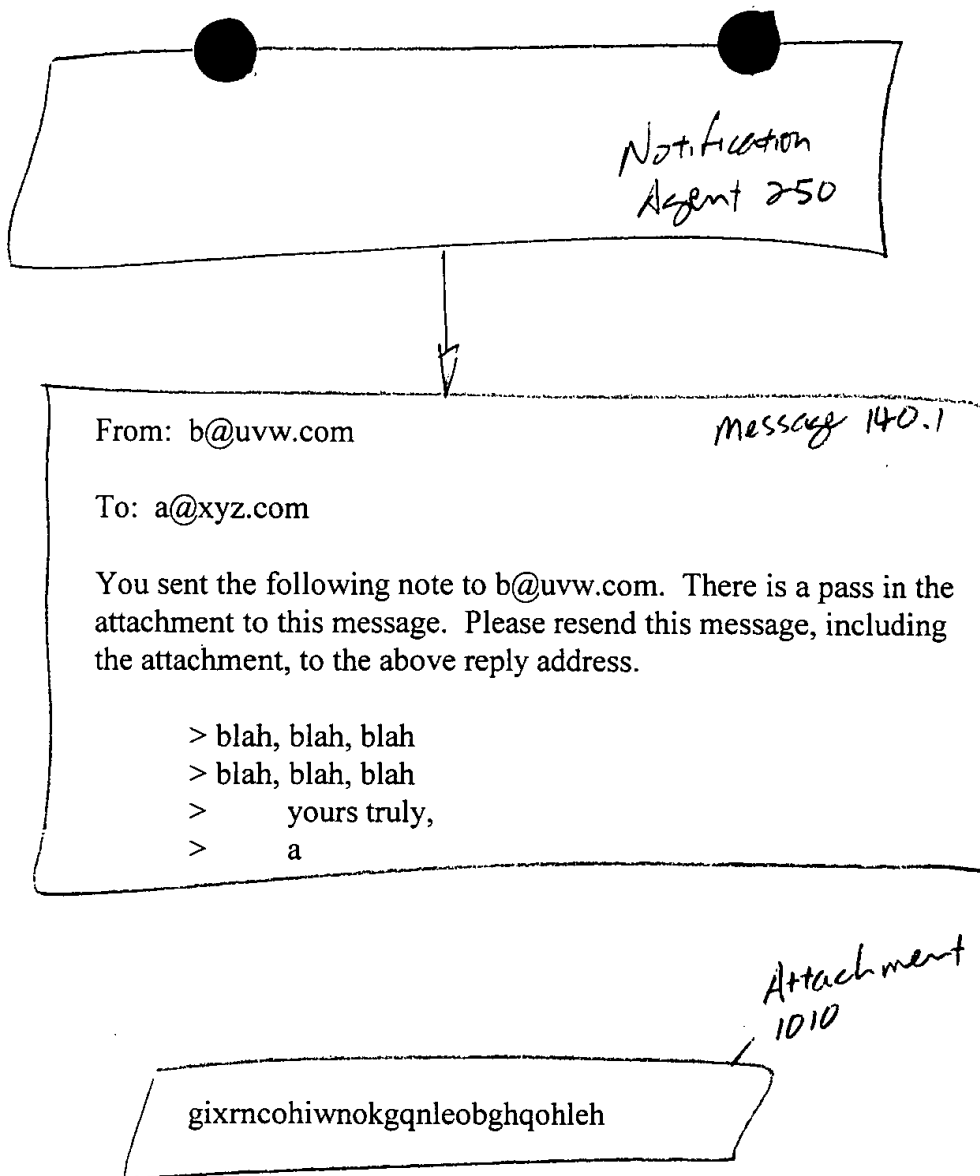 Notification
Agent 250
From: b@uvw.com
Message 140.1
To: a@xyz.com
You sent the following note to b@uvw.com. There is a pass in the
attachment to this message. Please resend this message, including
the attachment, to the above reply address.
> blah, blah, blah
> blah, blah, blah
> yours truly,
> a
Attachment
1010
gixrncohiwnokgqnleobghqohleh